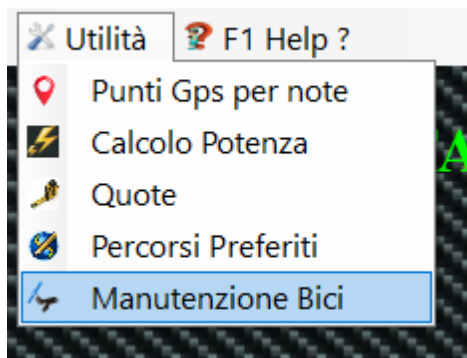 Utilità F1 Help ?
Punti Gps per note
Calcolo Potenza
Quote
Percorsi Preferiti
Manutenzione Bici